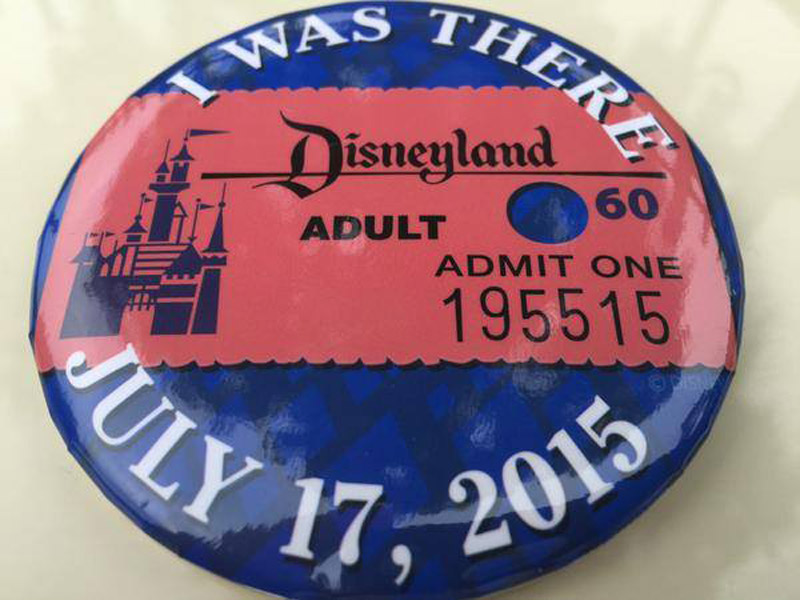 I WAS THERE
Disneyland
60
ADULT
ADMIT ONE
195515
JULY 17, 2015